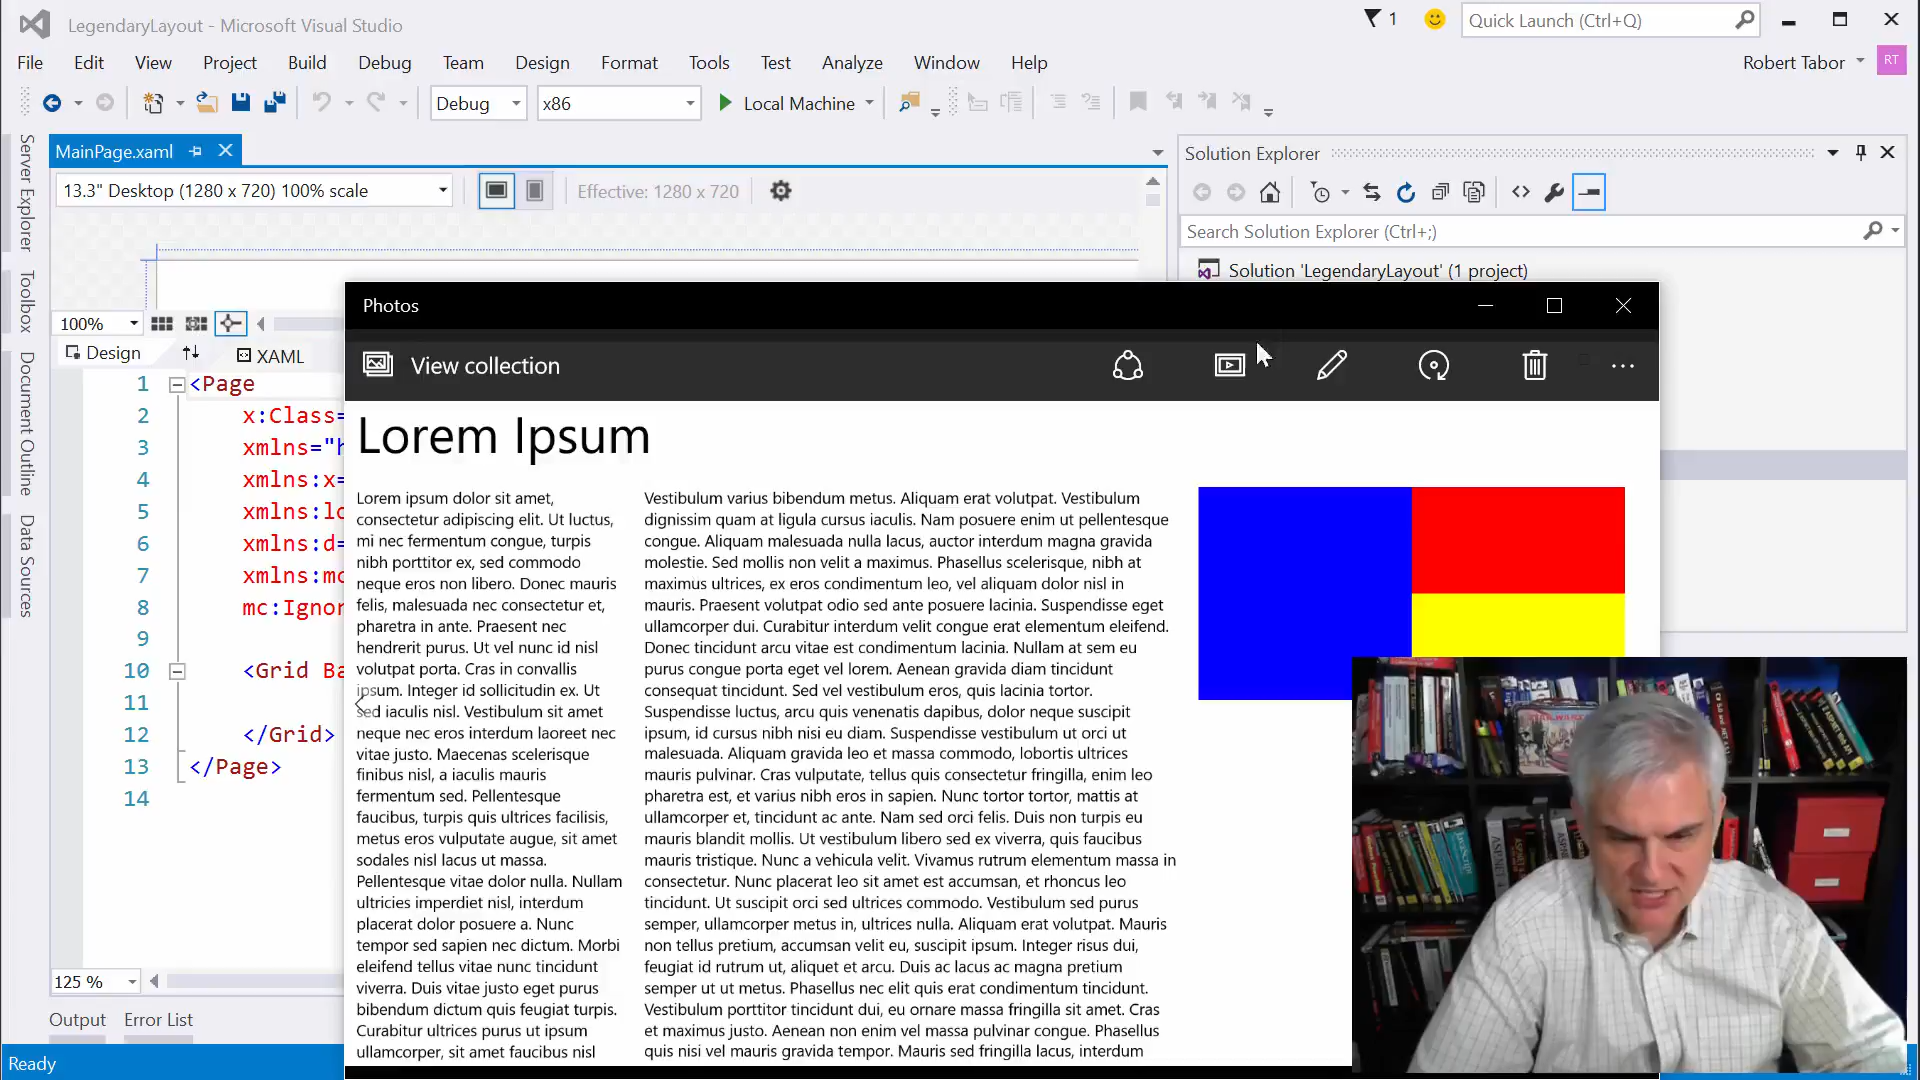 LegendaryLayout - Microsoft Visual Studio
1
Quick Launch (Ctrl+Q)
File Edit View Project Build Debug Team Design Format Tools Test Analyze Window Help
Robert Tabor RT
Debug x86 Local Machine
Server Explorer
Toolbox
Document Outline
Data Sources
MainPage.xaml
13.3" Desktop (1280 x 720) 100% scale
Effective: 1280 x 720
100%
Design
XAML
1 <Page
2 x:Class=
3 xmlns="h
4 xmlns:x=
5 xmlns:lo
6 xmlns:d=
7 xmlns:mc
8 mc:Ignor
9
10 <Grid Ba
11
12 </Grid>
13 </Page>
14
125 %
Output Error List
Ready
Solution Explorer
Search Solution Explorer (Ctrl+;)
Solution 'LegendaryLayout' (1 project)
Photos
View collection
Lorem Ipsum
Lorem ipsum dolor sit amet,
consectetur adipiscing elit. Ut luctus,
mi nec fermentum congue, turpis
nibh porttitor ex, sed commodo
neque eros non libero. Donec mauris
felis, malesuada nec consectetur et,
pharetra in ante. Praesent nec
hendrerit purus. Ut vel nunc id nisl
volutpat porta. Cras in convallis
ipsum. Integer id sollicitudin ex. Ut
sed iaculis nisl. Vestibulum sit amet
neque nec eros interdum laoreet nec
vitae justo. Maecenas scelerisque
finibus nisl, a iaculis mauris
fermentum sed. Pellentesque
faucibus, turpis quis ultrices facilisis,
metus eros vulputate augue, sit amet
sodales nisl lacus ut massa.
Pellentesque vitae dolor nulla. Nullam
ultricies imperdiet nisl, interdum
placerat dolor posuere a. Nunc
tempor sed sapien nec dictum. Morbi
eleifend tellus vitae nunc tincidunt
viverra. Duis vitae justo eget purus
bibendum dictum quis feugiat turpis.
Curabitur ultrices purus ut ipsum
ullamcorper, sit amet faucibus nisl
Vestibulum varius bibendum metus. Aliquam erat volutpat. Vestibulum
dignissim quam at ligula cursus iaculis. Nam posuere enim ut pellentesque
congue. Aliquam malesuada nulla lacus, auctor interdum magna gravida
molestie. Sed mollis non velit a maximus. Phasellus scelerisque, nibh at
maximus ultrices, ex eros condimentum leo, vel aliquam dolor nisl in
mauris. Praesent volutpat odio sed ante posuere lacinia. Suspendisse eget
ullamcorper dui. Curabitur interdum velit congue erat elementum eleifend.
Donec tincidunt arcu vitae est condimentum lacinia. Nullam at sem eu
purus congue porta eget vel lorem. Aenean gravida diam tincidunt
consequat tincidunt. Sed vel vestibulum eros, quis lacinia tortor.
Suspendisse luctus, arcu quis venenatis dapibus, dolor neque suscipit
ipsum, id cursus nibh nisi eu diam. Suspendisse vestibulum ut orci ut
malesuada. Aliquam gravida leo et massa commodo, lobortis ultrices
mauris pulvinar. Cras vulputate, tellus quis consectetur fringilla, enim leo
pharetra est, et varius nibh eros in sapien. Nunc tortor tortor, mattis at
ullamcorper et, tincidunt ac ante. Nam sed orci felis. Duis non turpis eu
mauris blandit mollis. Ut vestibulum libero sed ex viverra, quis faucibus
mauris tristique. Nunc a vehicula velit. Vivamus rutrum elementum massa in
consectetur. Nunc placerat leo sit amet est accumsan, et rhoncus leo
tincidunt. Ut suscipit orci sed ultrices commodo. Vestibulum sed purus
semper, ullamcorper metus in, ultrices nulla. Aliquam erat volutpat. Mauris
non tellus pretium, accumsan velit eu, suscipit ipsum. Integer risus dui,
feugiat id rutrum ut, aliquet et arcu. Duis ac lacus ac magna pretium
semper ut ut metus. Phasellus nec elit quis erat condimentum tincidunt.
Vestibulum porttitor tincidunt dui, eu ornare massa fringilla sit amet. Cras
et maximus justo. Aenean non enim vel massa pulvinar congue. Phasellus
quis nisi vel mauris gravida tempor. Mauris sed fringilla lacus, interdum